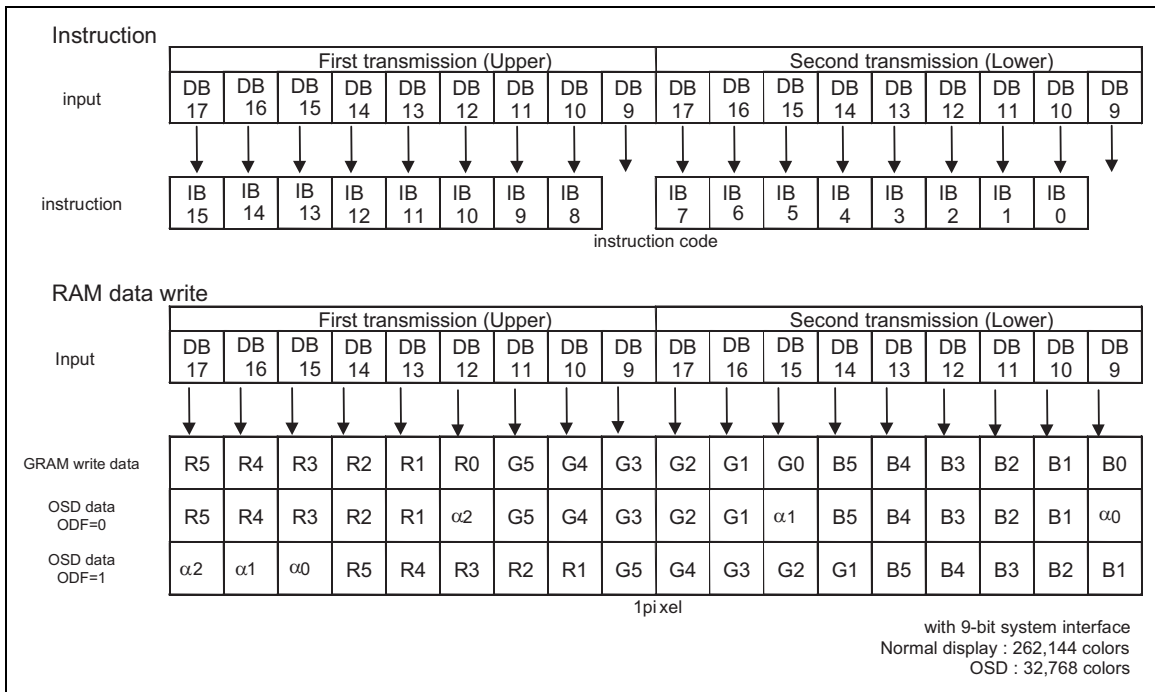 Instruction
First transmission (Upper) Second transmission (Lower)
input DB 17 DB 16 DB 15 DB 14 DB 13 DB 12 DB 11 DB 10 DB 9 DB 17 DB 16 DB 15 DB 14 DB 13 DB 12 DB 11 DB 10 DB 9
instruction IB 15 IB 14 IB 13 IB 12 IB 11 IB 10 IB 9 IB 8 IB 7 IB 6 IB 5 IB 4 IB 3 IB 2 IB 1 IB 0
instruction code
RAM data write
First transmission (Upper) Second transmission (Lower)
Input DB 17 DB 16 DB 15 DB 14 DB 13 DB 12 DB 11 DB 10 DB 9 DB 17 DB 16 DB 15 DB 14 DB 13 DB 12 DB 11 DB 10 DB 9
GRAM write data R5 R4 R3 R2 R1 R0 G5 G4 G3 G2 G1 G0 B5 B4 B3 B2 B1 B0
OSD data ODF=0 R5 R4 R3 R2 R1 α2 G5 G4 G3 G2 G1 α1 B5 B4 B3 B2 B1 α0
OSD data ODF=1 α2 α1 α0 R5 R4 R3 R2 R1 G5 G4 G3 G2 G1 B5 B4 B3 B2 B1
1pixel
with 9-bit system interface
Normal display : 262,144 colors
OSD : 32,768 colors